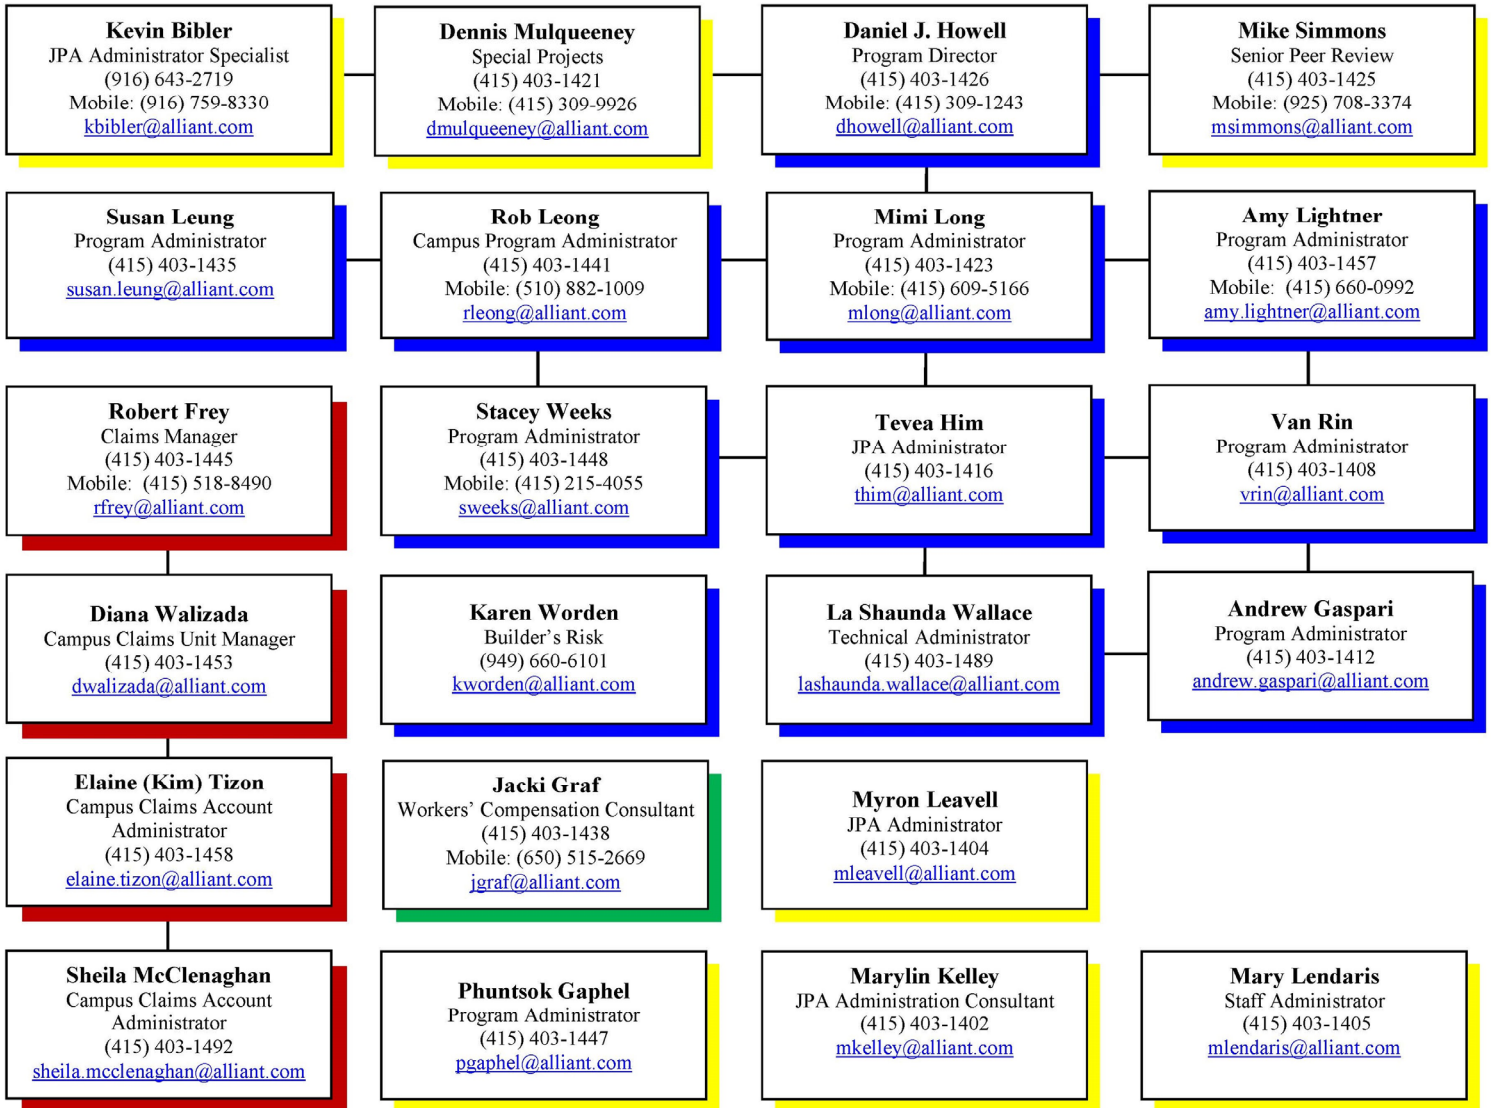 Kevin Bibler
JPA Administrator Specialist
(916) 643-2719
Mobile: (916) 759-8330
kbibler@alliant.com
Dennis Mulqueeney
Special Projects
(415) 403-1421
Mobile: (415) 309-9926
dmulqueeney@alliant.com
Daniel J. Howell
Program Director
(415) 403-1426
Mobile: (415) 309-1243
dhowell@alliant.com
Mike Simmons
Senior Peer Review
(415) 403-1425
Mobile: (925) 708-3374
msimmons@alliant.com
Susan Leung
Program Administrator
(415) 403-1435
susan.leung@alliant.com
Rob Leong
Campus Program Administrator
(415) 403-1441
Mobile: (510) 882-1009
rleong@alliant.com
Mimi Long
Program Administrator
(415) 403-1423
Mobile: (415) 609-5166
mlong@alliant.com
Amy Lightner
Program Administrator
(415) 403-1457
Mobile:  (415) 660-0992
amy.lightner@alliant.com
Robert Frey
Claims Manager
(415) 403-1445
Mobile:  (415) 518-8490
rfrey@alliant.com
Stacey Weeks
Program Administrator
(415) 403-1448
Mobile: (415) 215-4055
sweeks@alliant.com
Tevea Him
JPA Administrator
(415) 403-1416
thim@alliant.com
Van Rin
Program Administrator
(415) 403-1408
vrin@alliant.com
Diana Walizada
Campus Claims Unit Manager
(415) 403-1453
dwalizada@alliant.com
Karen Worden
Builder’s Risk
(949) 660-6101
kworden@alliant.com
La Shaunda Wallace
Technical Administrator
(415) 403-1489
lashaunda.wallace@alliant.com
Andrew Gaspari
Program Administrator
(415) 403-1412
andrew.gaspari@alliant.com
Elaine (Kim) Tizon
Campus Claims Account
Administrator
(415) 403-1458
elaine.tizon@alliant.com
Jacki Graf
Workers’ Compensation Consultant
(415) 403-1438
Mobile: (650) 515-2669
jgraf@alliant.com
Myron Leavell
JPA Administrator
(415) 403-1404
mleavell@alliant.com
Sheila McClenaghan
Campus Claims Account
Administrator
(415) 403-1492
sheila.mcclenaghan@alliant.com
Phuntsok Gaphel
Program Administrator
(415) 403-1447
pgaphel@alliant.com
Marylin Kelley
JPA Administration Consultant
(415) 403-1402
mkelley@alliant.com
Mary Lendaris
Staff Administrator
(415) 403-1405
mlendaris@alliant.com